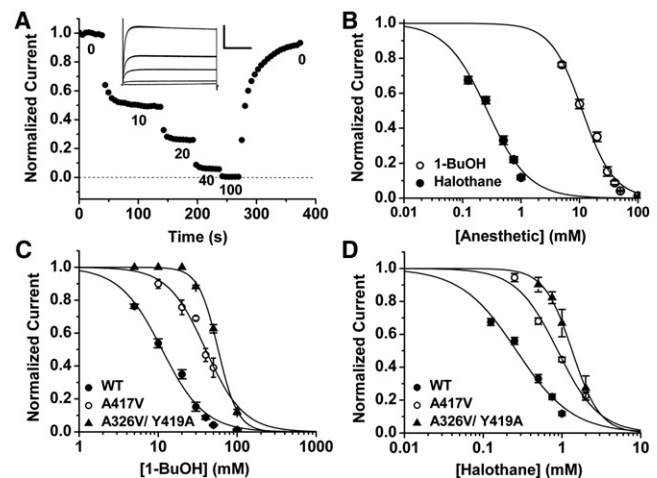 A
Normalized Current
1.0
0.8
0.6
0.4
0.2
0.0
0
10
20
40
100
0
0
100
200
300
400
Time (s)
B
Normalized Current
1.0
0.8
0.6
0.4
0.2
0.0
1-BuOH
Halothane
0.01
0.1
1
10
100
[Anesthetic] (mM)
C
Normalized Current
1.0
0.8
0.6
0.4
0.2
0.0
WT
A417V
A326V/ Y419A
1
10
100
1000
[1-BuOH] (mM)
D
Normalized Current
1.0
0.8
0.6
0.4
0.2
0.0
WT
A417V
A326V/ Y419A
0.01
0.1
1
10
[Halothane] (mM)